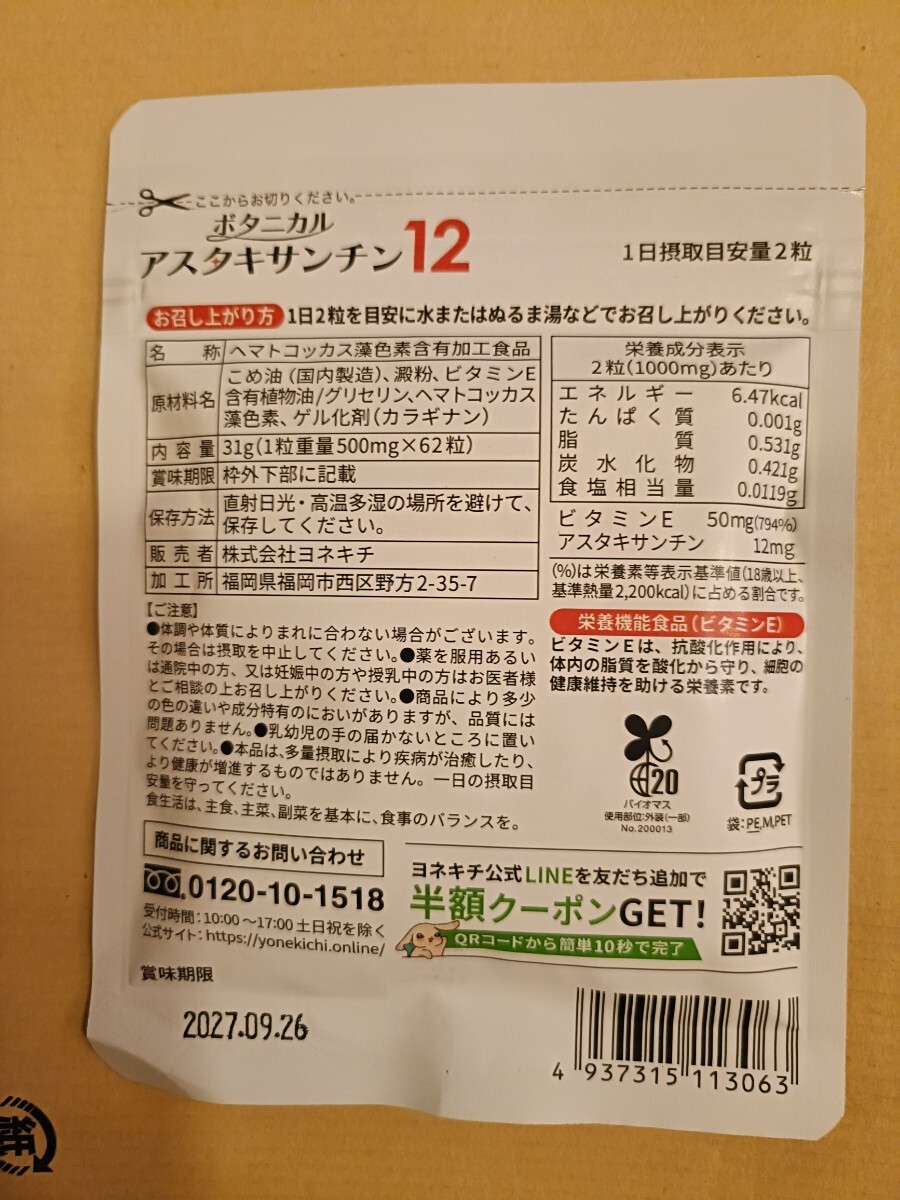 ここからお切りください。
ボタニカル
アスタキサンチン12
1日摂取目安量2粒
お召し上がり方 1日2粒を目安に水またはぬるま湯などでお召し上がりください。
名称 ヘマトコッカス藻色素含有加工食品
原材料名 こめ油（国内製造）、澱粉、ビタミンE
含有植物油/グリセリン、ヘマトコッカス
藻色素、ゲル化剤（カラギナン）
内容量 31g(1粒重量500mg×62粒)
賞味期限 枠外下部に記載
保存方法 直射日光・高温多湿の場所を避けて、
保存してください。
販売者 株式会社ヨネキチ
加工所 福岡県福岡市西区野方2-35-7
栄養成分表示
2粒(1000mg)あたり
エネルギー 6.47kcal
たんぱく質 0.001g
脂質 0.531g
炭水化物 0.421g
食塩相当量 0.0119g
ビタミンE 50mg(794%)
アスタキサンチン 12mg
(%)は栄養素等表示基準値(18歳以上、
基準熱量2,200kcal)に占める割合です。
栄養機能食品(ビタミンE)
ビタミンEは、抗酸化作用により、
体内の脂質を酸化から守り、細胞の
健康維持を助ける栄養素です。
【ご注意】
●体調や体質によりまれに合わない場合がございます。
その場合は摂取を中止してください。●薬を服用あるい
は通院中の方、又は妊娠中の方や授乳中の方はお医者様
とご相談の上お召し上がりください。●商品により多少
の色の違いや成分特有のにおいがありますが、品質には
問題ありません。●乳幼児の手の届かないところに置い
てください。●本品は、多量摂取により疾病が治癒したり、
より健康が増進するものではありません。一日の摂取目
安量を守ってください。
食生活は、主食、主菜、副菜を基本に、食事のバランスを。
20
バイオマス
使用部位:外装(一部)
No.200013
プラ
袋:PE,M,PET
商品に関するお問い合わせ
0120-10-1518
受付時間:10:00〜17:00 土日祝を除く
公式サイト:https://yonekichi.online/
ヨネキチ公式LINEを友だち追加で
半額クーポンGET!
QRコードから簡単10秒で完了
賞味期限
2027.09.26
4 937315 113063
紙